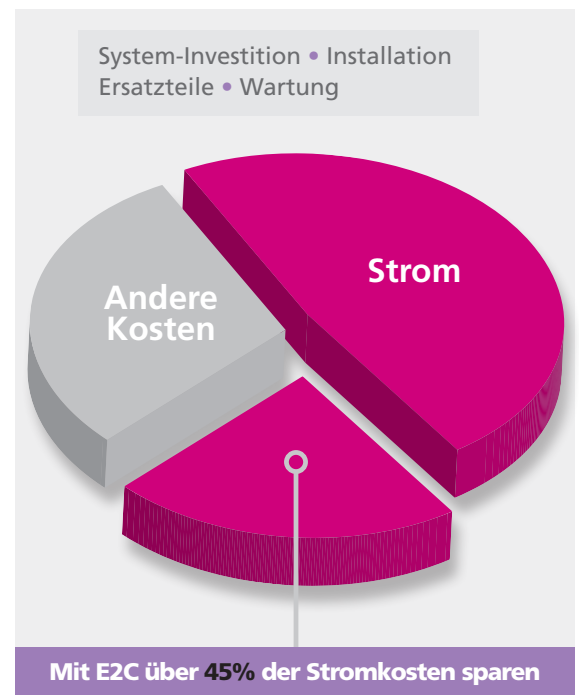 System-Investition • Installation
Ersatzteile • Wartung
Strom
Andere
Kosten
Mit E2C über 45% der Stromkosten sparen